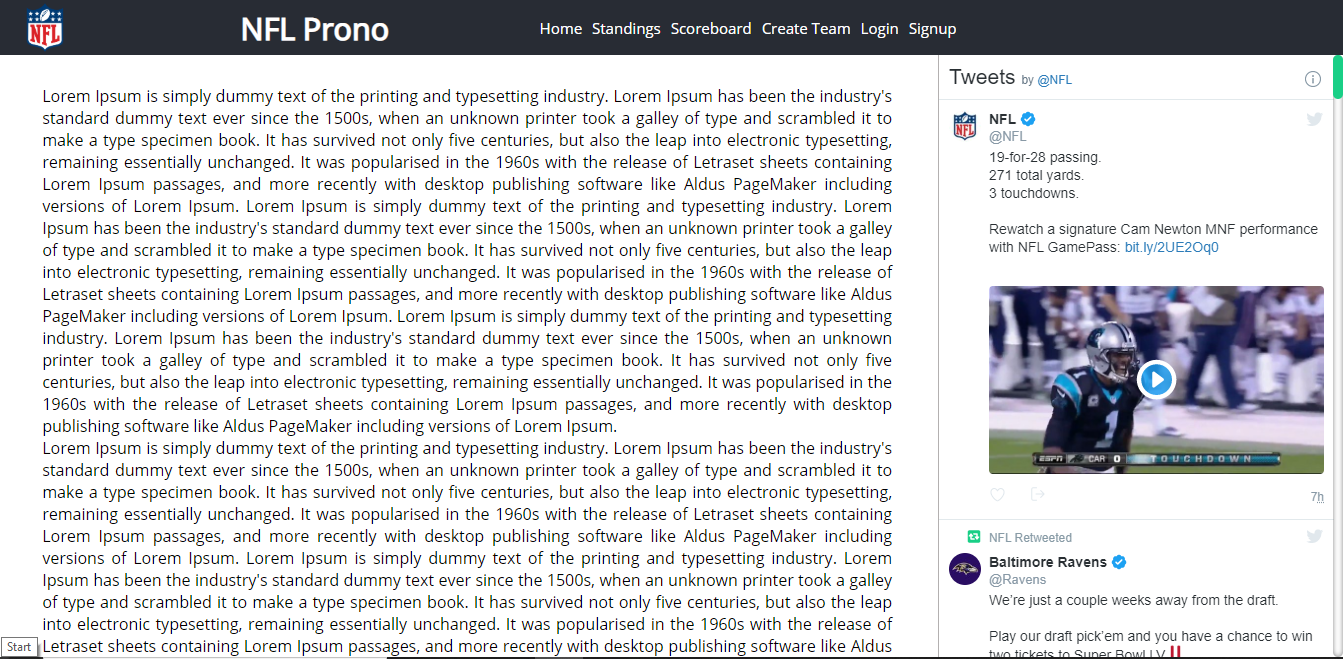 NFL
NFL Prono
Home Standings Scoreboard Create Team Login Signup
Lorem Ipsum is simply dummy text of the printing and typesetting industry. Lorem Ipsum has been the industry's
standard dummy text ever since the 1500s, when an unknown printer took a galley of type and scrambled it to
make a type specimen book. It has survived not only five centuries, but also the leap into electronic typesetting,
remaining essentially unchanged. It was popularised in the 1960s with the release of Letraset sheets containing
Lorem Ipsum passages, and more recently with desktop publishing software like Aldus PageMaker including
versions of Lorem Ipsum. Lorem Ipsum is simply dummy text of the printing and typesetting industry. Lorem
Ipsum has been the industry's standard dummy text ever since the 1500s, when an unknown printer took a galley
of type and scrambled it to make a type specimen book. It has survived not only five centuries, but also the leap
into electronic typesetting, remaining essentially unchanged. It was popularised in the 1960s with the release of
Letraset sheets containing Lorem Ipsum passages, and more recently with desktop publishing software like Aldus
PageMaker including versions of Lorem Ipsum. Lorem Ipsum is simply dummy text of the printing and typesetting
industry. Lorem Ipsum has been the industry's standard dummy text ever since the 1500s, when an unknown
printer took a galley of type and scrambled it to make a type specimen book. It has survived not only five
centuries, but also the leap into electronic typesetting, remaining essentially unchanged. It was popularised in the
1960s with the release of Letraset sheets containing Lorem Ipsum passages, and more recently with desktop
publishing software like Aldus PageMaker including versions of Lorem Ipsum.
Lorem Ipsum is simply dummy text of the printing and typesetting industry. Lorem Ipsum has been the industry's
standard dummy text ever since the 1500s, when an unknown printer took a galley of type and scrambled it to
make a type specimen book. It has survived not only five centuries, but also the leap into electronic typesetting,
remaining essentially unchanged. It was popularised in the 1960s with the release of Letraset sheets containing
Lorem Ipsum passages, and more recently with desktop publishing software like Aldus PageMaker including
versions of Lorem Ipsum. Lorem Ipsum is simply dummy text of the printing and typesetting industry. Lorem
Ipsum has been the industry's standard dummy text ever since the 1500s, when an unknown printer took a galley
of type and scrambled it to make a type specimen book. It has survived not only five centuries, but also the leap
into electronic typesetting, remaining essentially unchanged. It was popularised in the 1960s with the release of
Letraset sheets containing Lorem Ipsum passages, and more recently with desktop publishing software like Aldus
Start
Tweets by @NFL
NFL
NFL
@NFL
19-for-28 passing.
271 total yards.
3 touchdowns.
Rewatch a signature Cam Newton MNF performance
with NFL GamePass: bit.ly/2UE2Oq0
1
ESPN CAR 0 TOUCHDOWN
7h
NFL Retweeted
Baltimore Ravens
@Ravens
We're just a couple weeks away from the draft.
Play our draft pick'em and you have a chance to win
two tickets to Super Bowl LV ‼